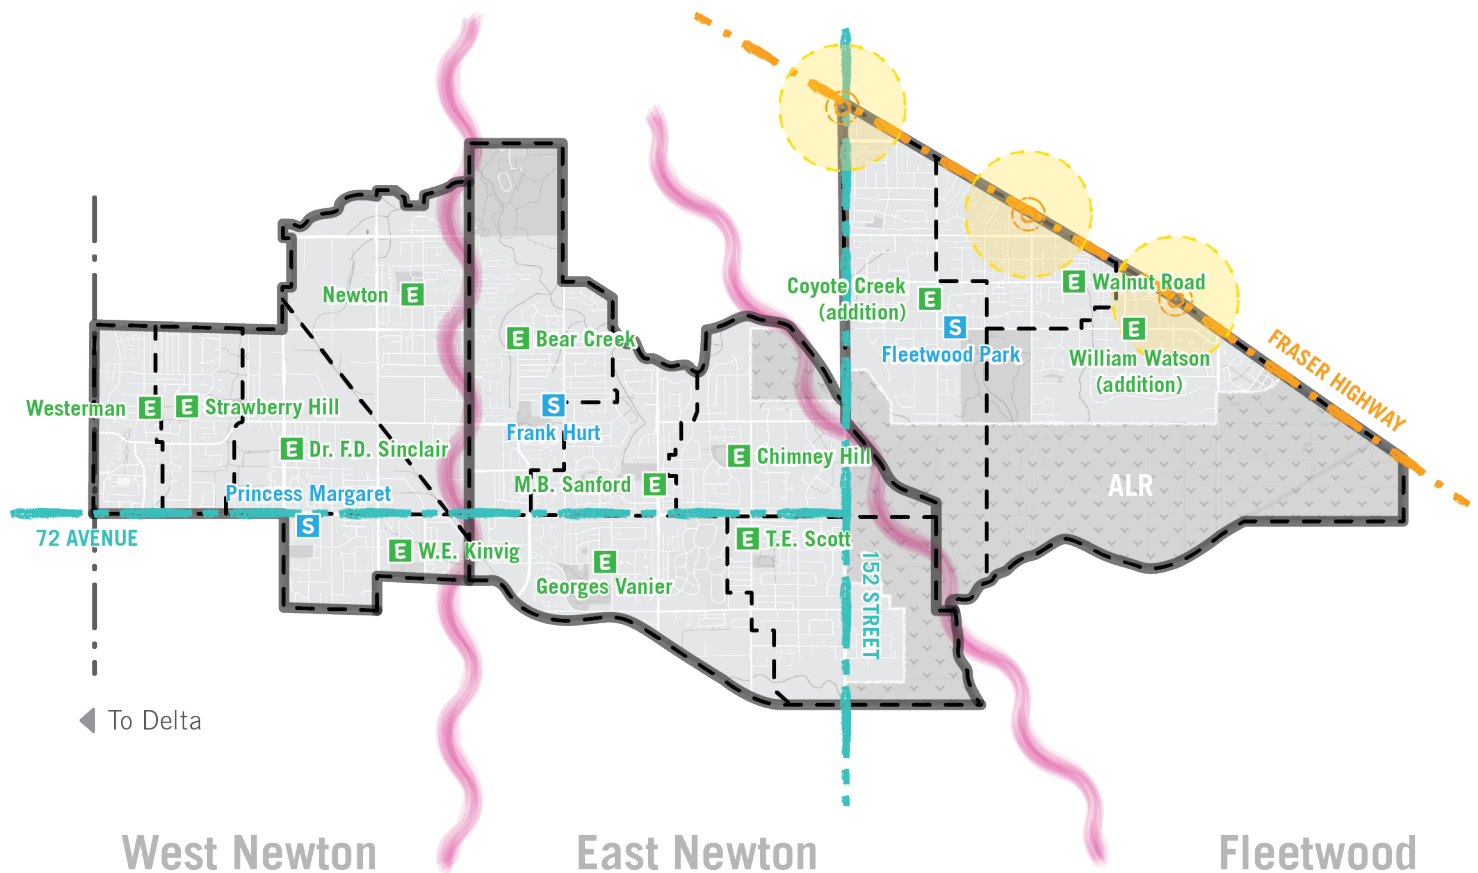 Coyote Creek
(addition)
E
E Walnut Road
Newton E
S
Fleetwood Park
E
William Watson
(addition)
E Bear Creek
FRASER HIGHWAY
Westerman E
E Strawberry Hill
S
Frank Hurt
E Dr. F.D. Sinclair
E Chimney Hill
M.B. Sanford E
ALR
Princess Margaret
S
72 AVENUE
E W.E. Kinvig
E T.E. Scott
E
Georges Vanier
152 STREET
To Delta
West Newton
East Newton
Fleetwood